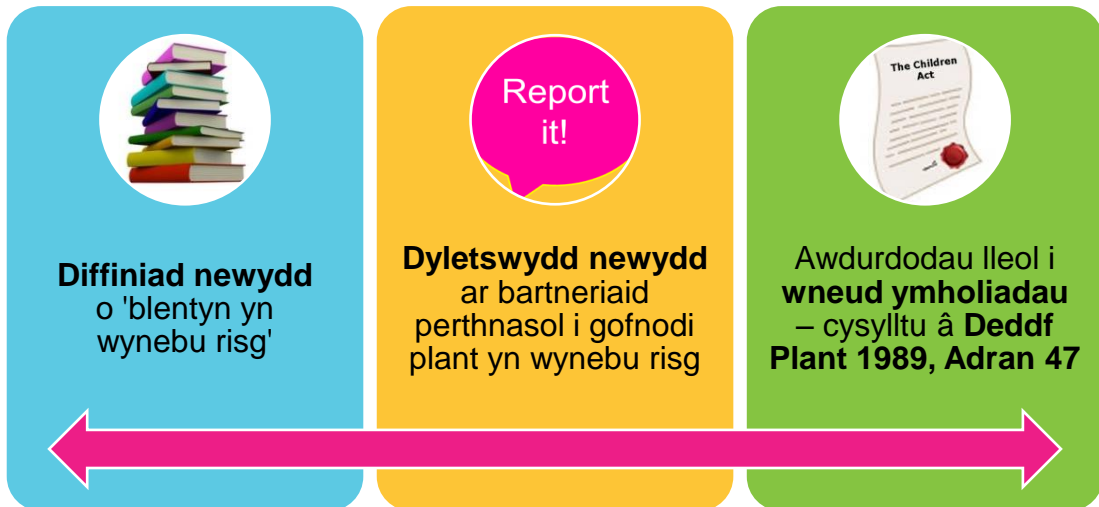 Diffiniad newydd
o 'blentyn yn
wynebu risg'
Report
it!
Dyletswydd newydd
ar bartneriaid
perthnasol i gofnodi
plant yn wynebu risg
The Children
Act
Awdurdodau lleol i
wneud ymholiadau
– cysylltu â Deddf
Plant 1989, Adran 47